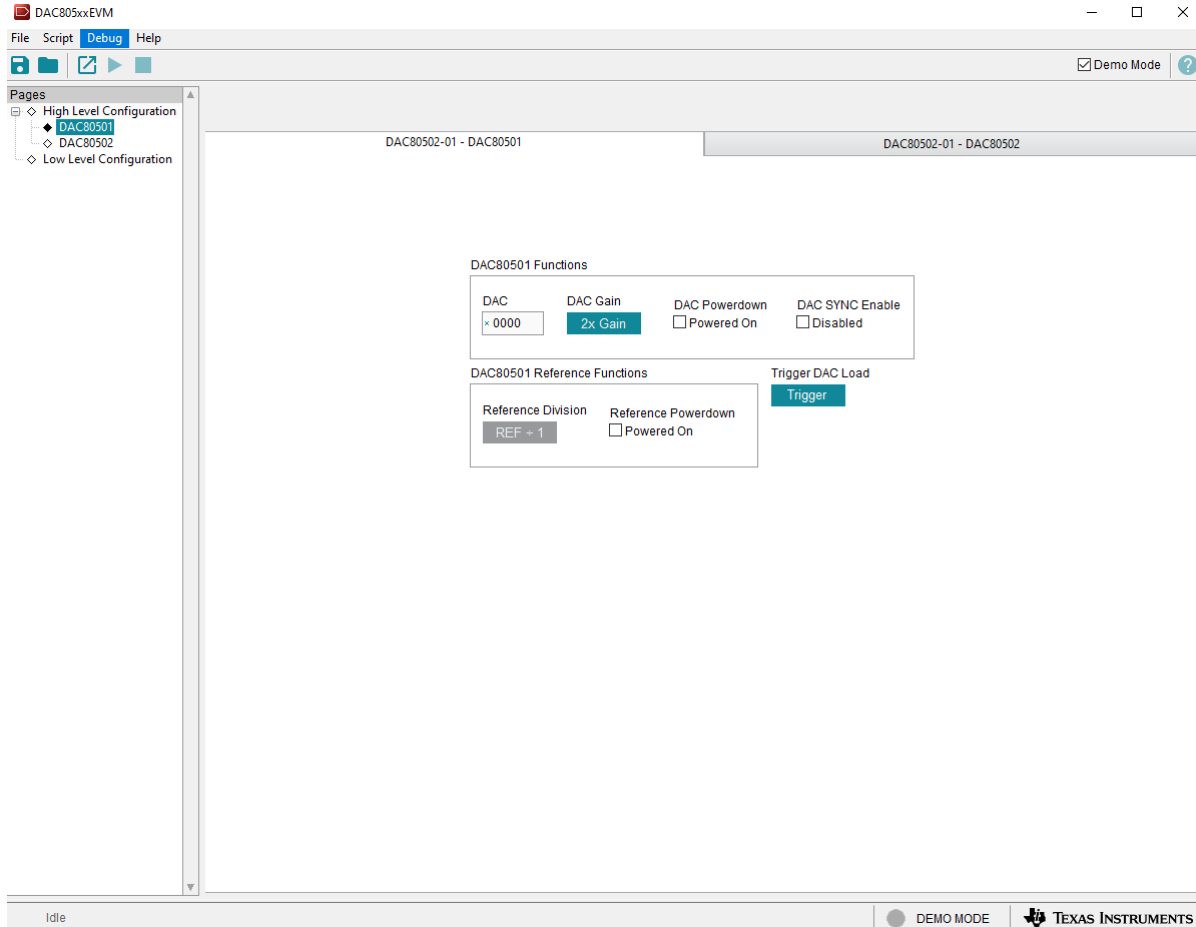 DAC805xxEVM
File Script Debug Help
Demo Mode
Pages
High Level Configuration
DAC80501
DAC80502
Low Level Configuration
DAC80502-01 - DAC80501
DAC80502-01 - DAC80502
DAC80501 Functions
DAC DAC Gain DAC Powerdown DAC SYNC Enable
× 0000 2x Gain Powered On Disabled
DAC80501 Reference Functions
Trigger DAC Load
Trigger
Reference Division Reference Powerdown
REF ÷ 1 Powered On
Idle
DEMO MODE
TEXAS INSTRUMENTS